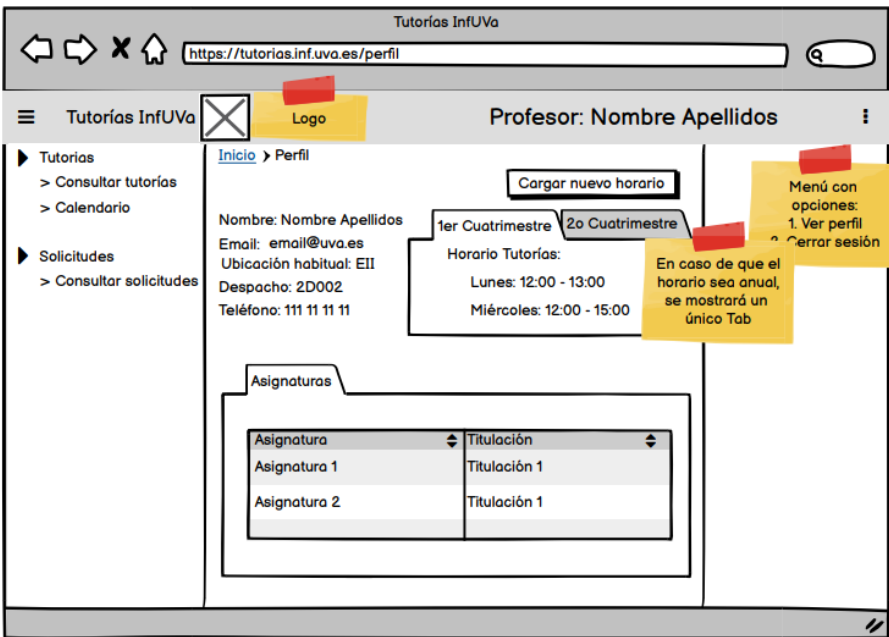 Tutorías InfUVa
https://tutorias.inf.uva.es/perfil
Tutorías InfUVa
Logo
Profesor: Nombre Apellidos
Tutorias
> Consultar tutorías
> Calendario
Solicitudes
> Consultar solicitudes
Inicio > Perfil
Cargar nuevo horario
Nombre: Nombre Apellidos
Email: email@uva.es
Ubicación habitual: EII
Despacho: 2D002
Teléfono: 111 11 11 11
1er Cuatrimestre
2o Cuatrimestre
Horario Tutorías:
Lunes: 12:00 - 13:00
Miércoles: 12:00 - 15:00
Menú con
opciones:
1. Ver perfil
2. Cerrar sesión
En caso de que el
horario sea anual,
se mostrará un
único Tab
Asignaturas
Asignatura
Titulación
Asignatura 1
Titulación 1
Asignatura 2
Titulación 1